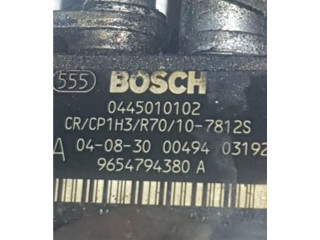 555 BOSCH
0445010102
CR/CP1H3/R70/10-7812S
A 04-08-30 00494 03192
9654794380 A